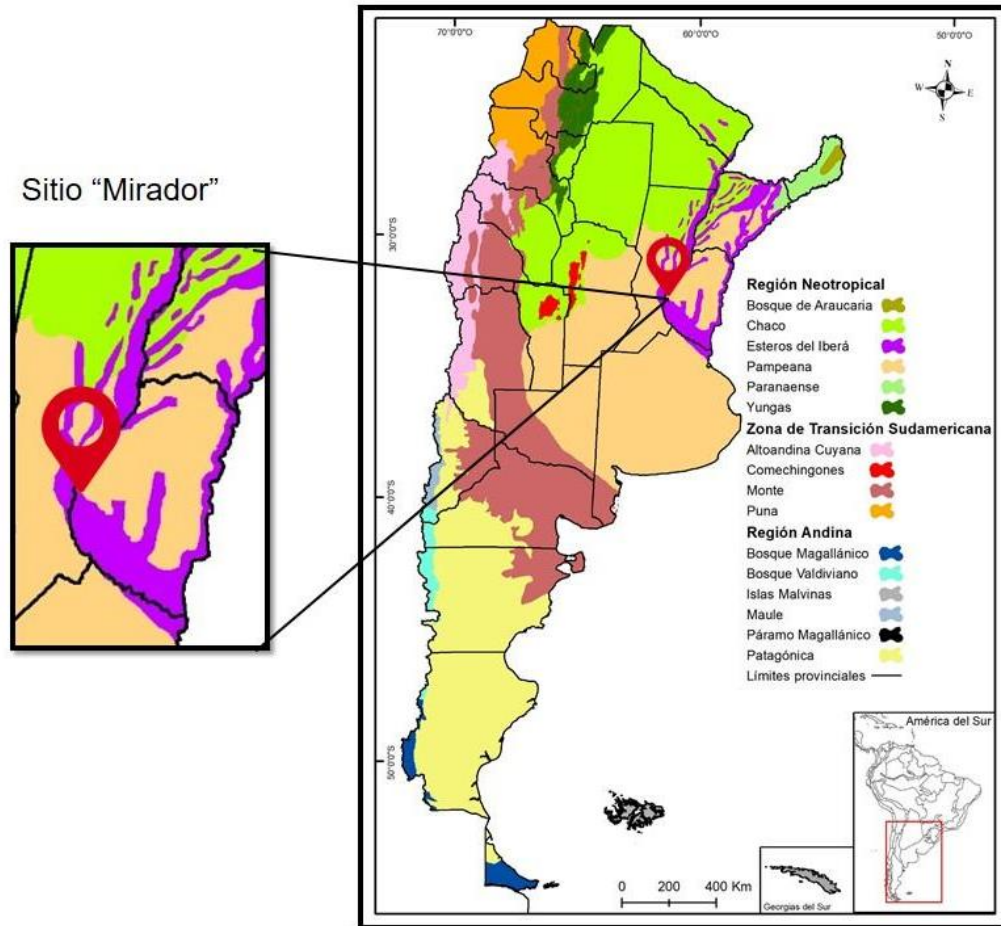 Sitio “Mirador”
70°0'0"O
60°0'0"O
50°0'0"O
N
W
E
S
30°0'0"S
40°0'0"S
50°0'0"S
Región Neotropical
Bosque de Araucaria
Chaco
Esteros del Iberá
Pampeana
Paranaense
Yungas
Zona de Transición Sudamericana
Altoandina Cuyana
Comechingones
Monte
Puna
Región Andina
Bosque Magallánico
Bosque Valdiviano
Islas Malvinas
Maule
Páramo Magallánico
Patagónica
Límites provinciales
América del Sur
0 200 400 Km
Georgias del Sur